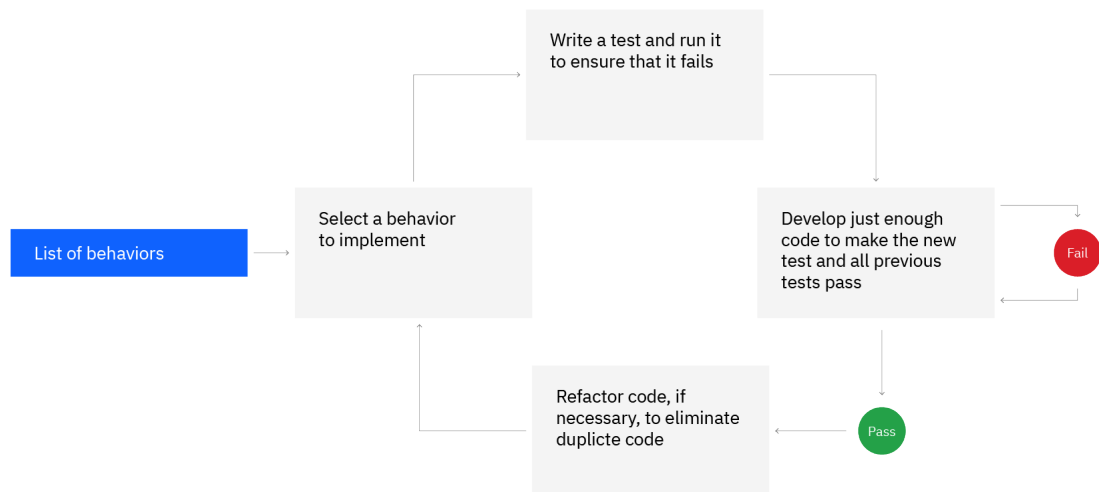 Write a test and run it
to ensure that it fails
Select a behavior
to implement
List of behaviors
Develop just enough
code to make the new
test and all previous
tests pass
Fail
Refactor code, if
necessary, to eliminate
duplicte code
Pass